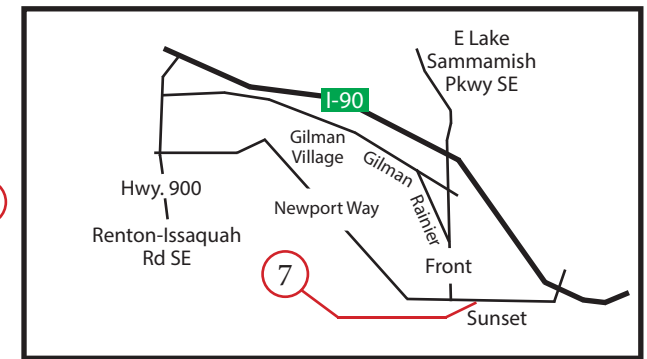 E Lake
Sammamish
Pkwy SE
I-90
Gilman
Village
Gilman
Hwy. 900
Newport Way
Rainier
Renton-Issaquah
Rd SE
Front
7
Sunset